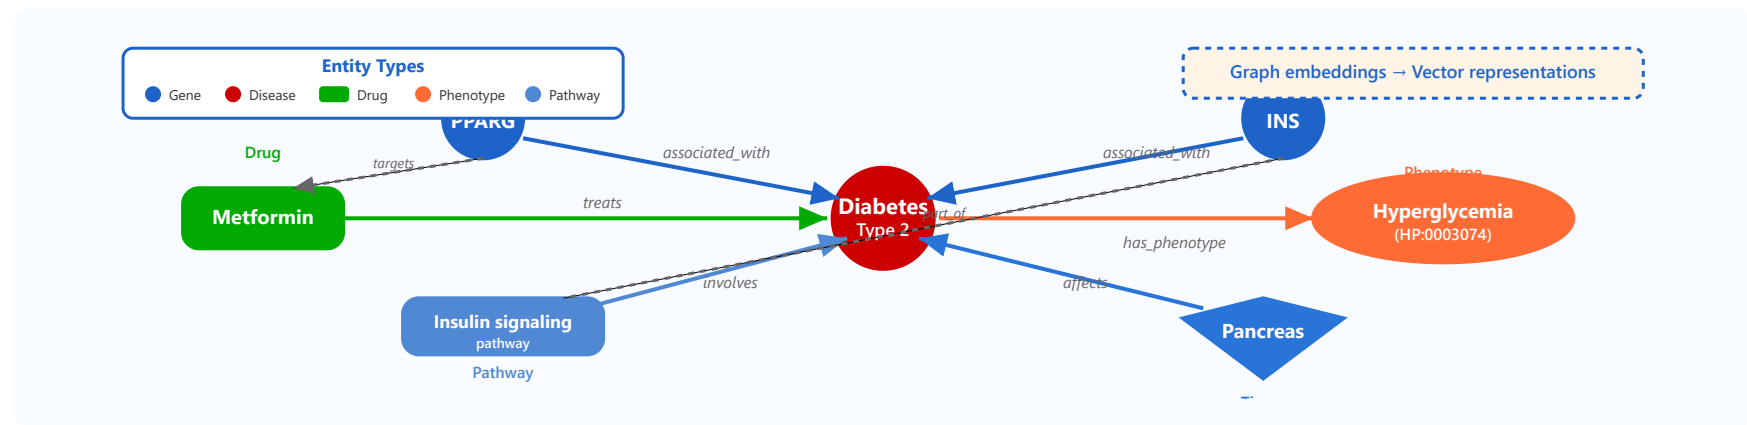 Entity Types
Gene
Disease
Drug
Phenotype
Pathway
Graph embeddings → Vector representations
PPARG
INS
Drug
targets
associated_with
associated_with
Phenotype
Metformin
treats
Diabetes
Type 2
part_of
Hyperglycemia
(HP:0003074)
has_phenotype
involves
affects
Insulin signaling
pathway
Pancreas
Pathway